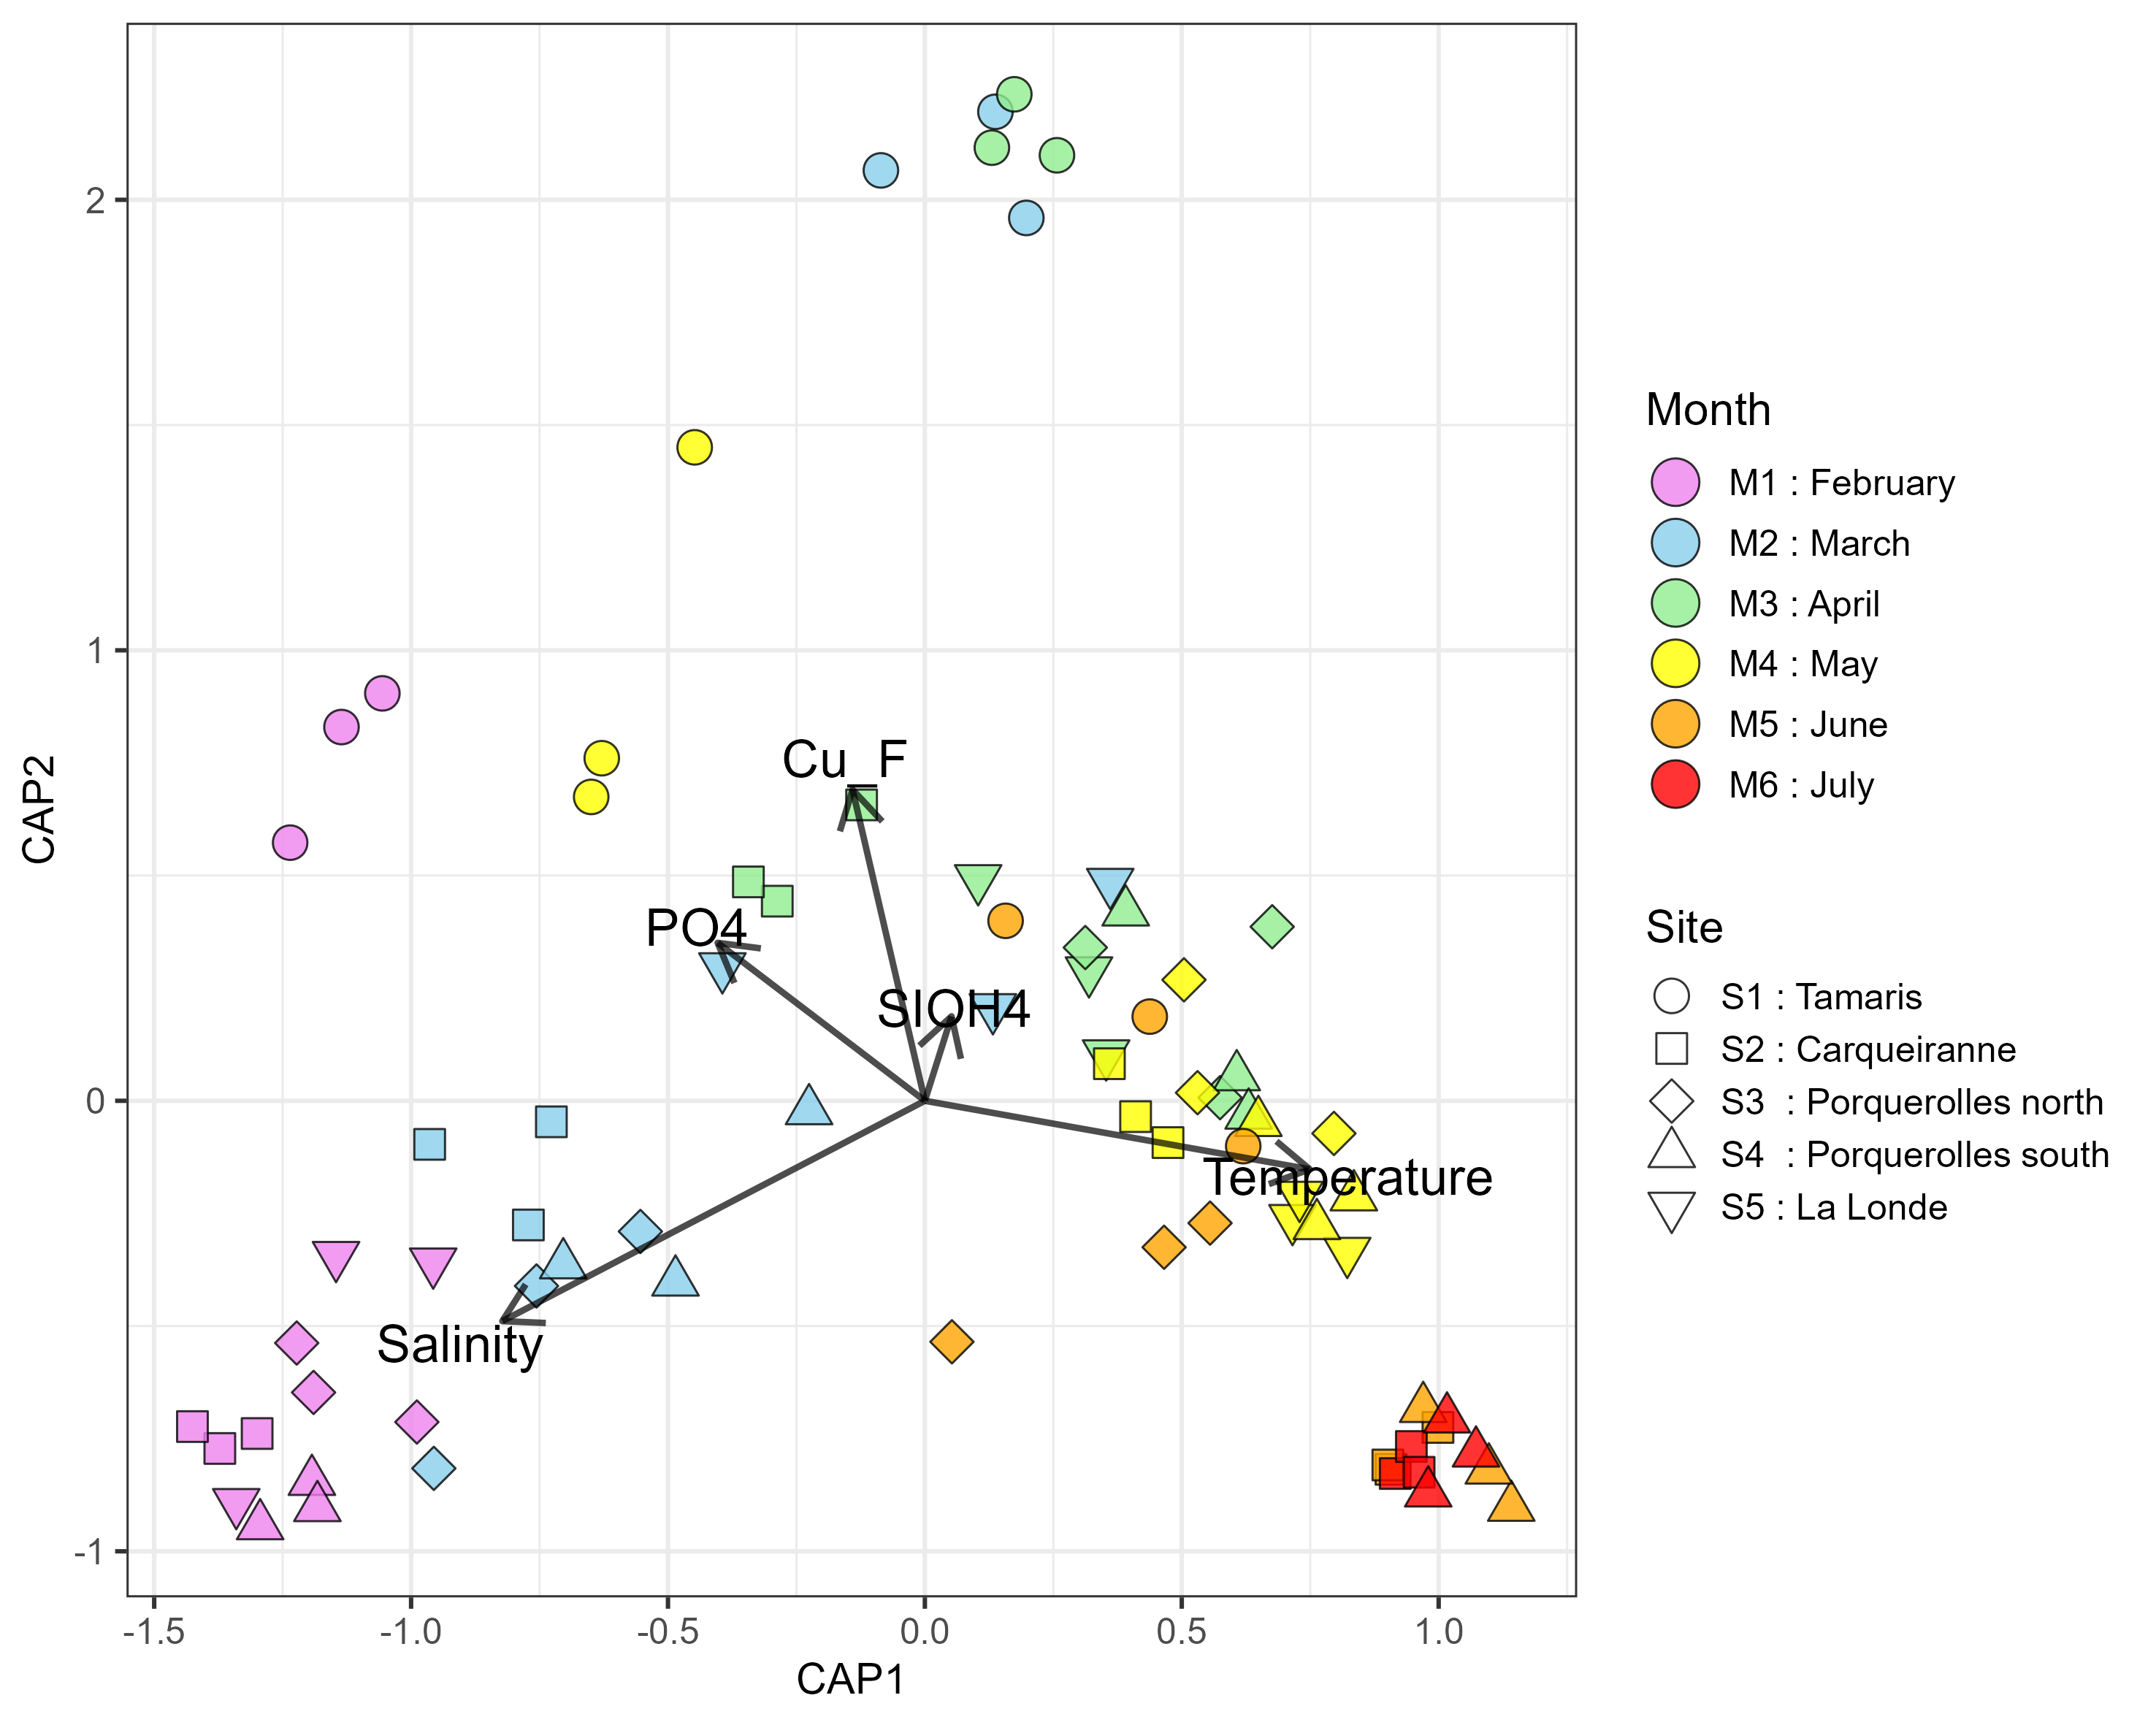 2
1
0
-1
CAP2
Cu_F
PO4
SIOH4
Temperature
Salinity
-1.5 -1.0 -0.5 0.0 0.5 1.0
CAP1
Month
M1 : February
M2 : March
M3 : April
M4 : May
M5 : June
M6 : July
Site
S1 : Tamaris
S2 : Carqueiranne
S3 : Porquerolles north
S4 : Porquerolles south
S5 : La Londe